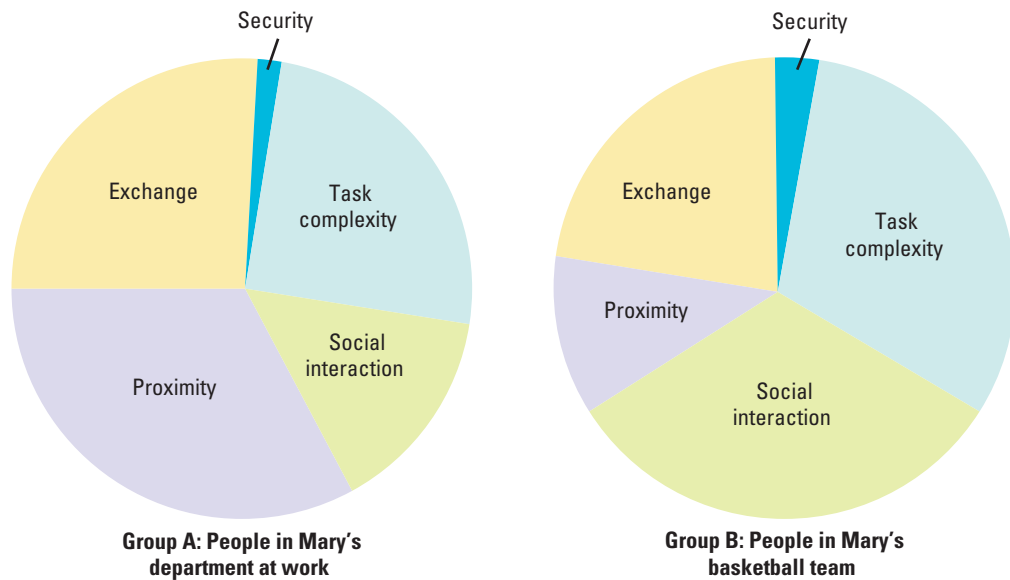 Security
Exchange
Task
complexity
Social
interaction
Proximity
Group A: People in Mary's
department at work
Security
Exchange
Task
complexity
Proximity
Social
interaction
Group B: People in Mary's
basketball team